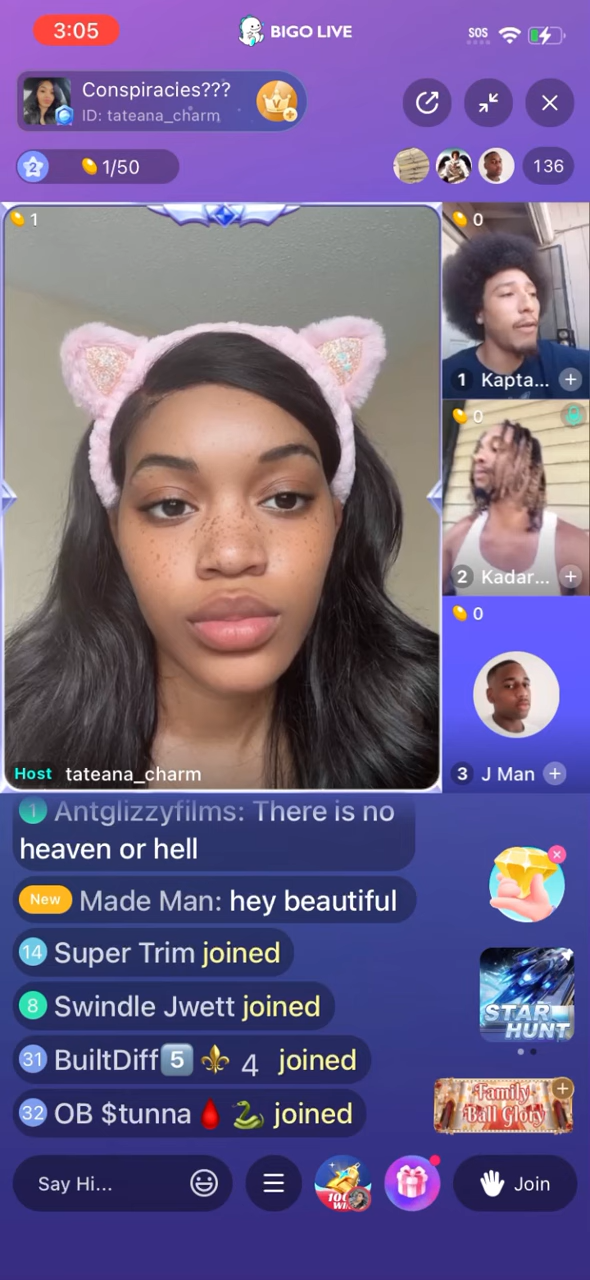 3:05
BIGO LIVE
SOS
Conspiracies???
ID: tateana_charm
V
2
1/50
136
1
0
1 Kapta... +
0
2 Kadar... +
0
3 J Man +
Host tateana_charm
1 Antglizzyfilms: There is no
heaven or hell
New Made Man: hey beautiful
14 Super Trim joined
8 Swindle Jwett joined
31 BuiltDiff5️⃣⚜️ 4 joined
32 OB $tunna🩸🐍 joined
STAR
HUNT
Family
Ball Glory
Say Hi...
WIN
Join